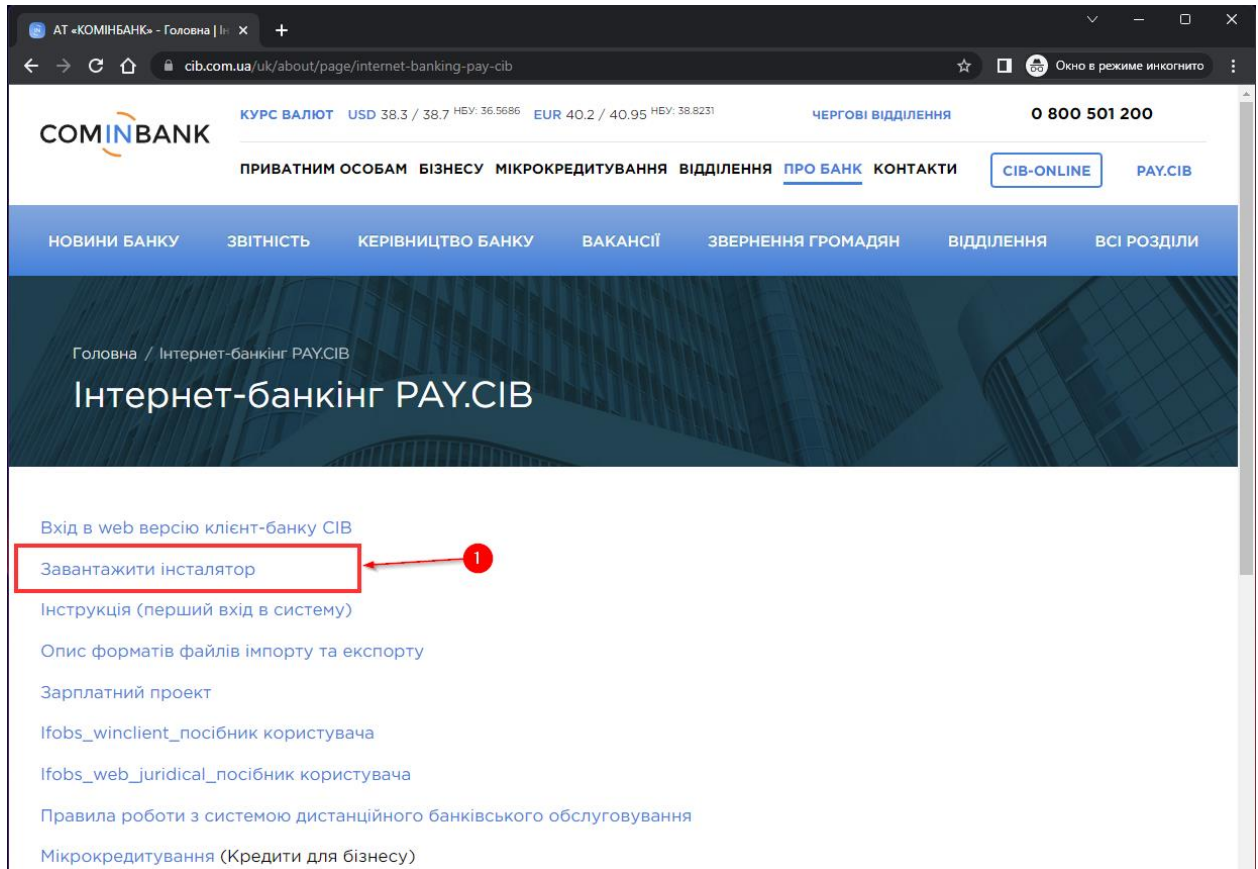 АТ «КОМІНБАНК» - Головна | Ін
cib.com.ua/uk/about/page/internet-banking-pay-cib
Окно в режиме инкогнито
COMINBANK
КУРС ВАЛЮТ USD 38.3 / 38.7 НБУ: 36.5686 EUR 40.2 / 40.95 НБУ: 38.8231 ЧЕРГОВІ ВІДДІЛЕННЯ 0 800 501 200
ПРИВАТНИМ ОСОБАМ БІЗНЕСУ МІКРОКРЕДИТУВАННЯ ВІДДІЛЕННЯ ПРО БАНК КОНТАКТИ CIB-ONLINE PAY.CIB
НОВИНИ БАНКУ ЗВІТНІСТЬ КЕРІВНИЦТВО БАНКУ ВАКАНСІЇ ЗВЕРНЕННЯ ГРОМАДЯН ВІДДІЛЕННЯ ВСІ РОЗДІЛИ
Головна / Інтернет-банкінг PAY.CIB
Інтернет-банкінг PAY.CIB
Вхід в web версію клієнт-банку CIB
Завантажити інсталятор
1
Інструкція (перший вхід в систему)
Опис форматів файлів імпорту та експорту
Зарплатний проект
Ifobs_winclient_посібник користувача
Ifobs_web_juridical_посібник користувача
Правила роботи з системою дистанційного банківського обслуговування
Мікрокредитування (Кредити для бізнесу)